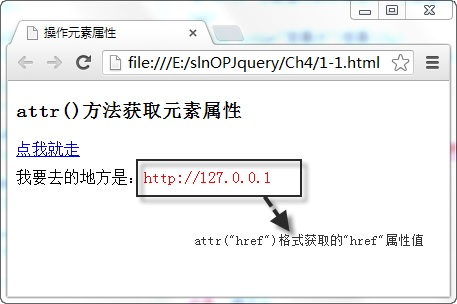 操作元素属性
file:///E:/slnOPJquery/Ch4/1-1.html
attr()方法获取元素属性
点我就走
我要去的地方是：http://127.0.0.1
attr("href")格式获取的"href"属性值